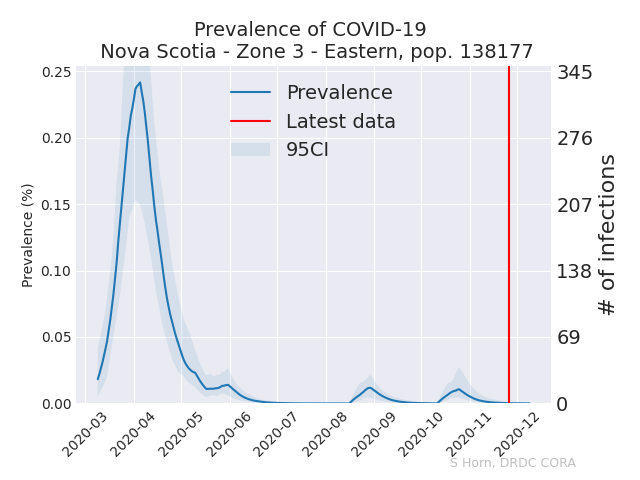 Prevalence of COVID-19
Nova Scotia - Zone 3 - Eastern, pop. 138177
Prevalence
Latest data
95CI
Prevalence (%)
0.25
0.20
0.15
0.10
0.05
0.00
345
276
207
138
69
0
# of infections
2020-03
2020-04
2020-05
2020-06
2020-07
2020-08
2020-09
2020-10
2020-11
2020-12
S Horn, DRDC CORA